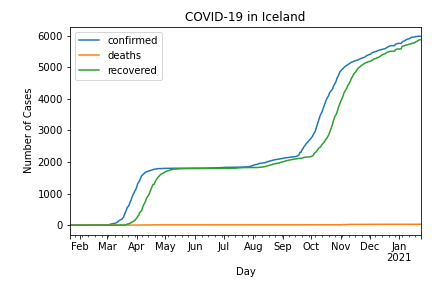 COVID-19 in Iceland
confirmed
deaths
recovered
Number of Cases
6000
5000
4000
3000
2000
1000
0
Feb Mar Apr May Jun Jul Aug Sep Oct Nov Dec Jan
2021
Day